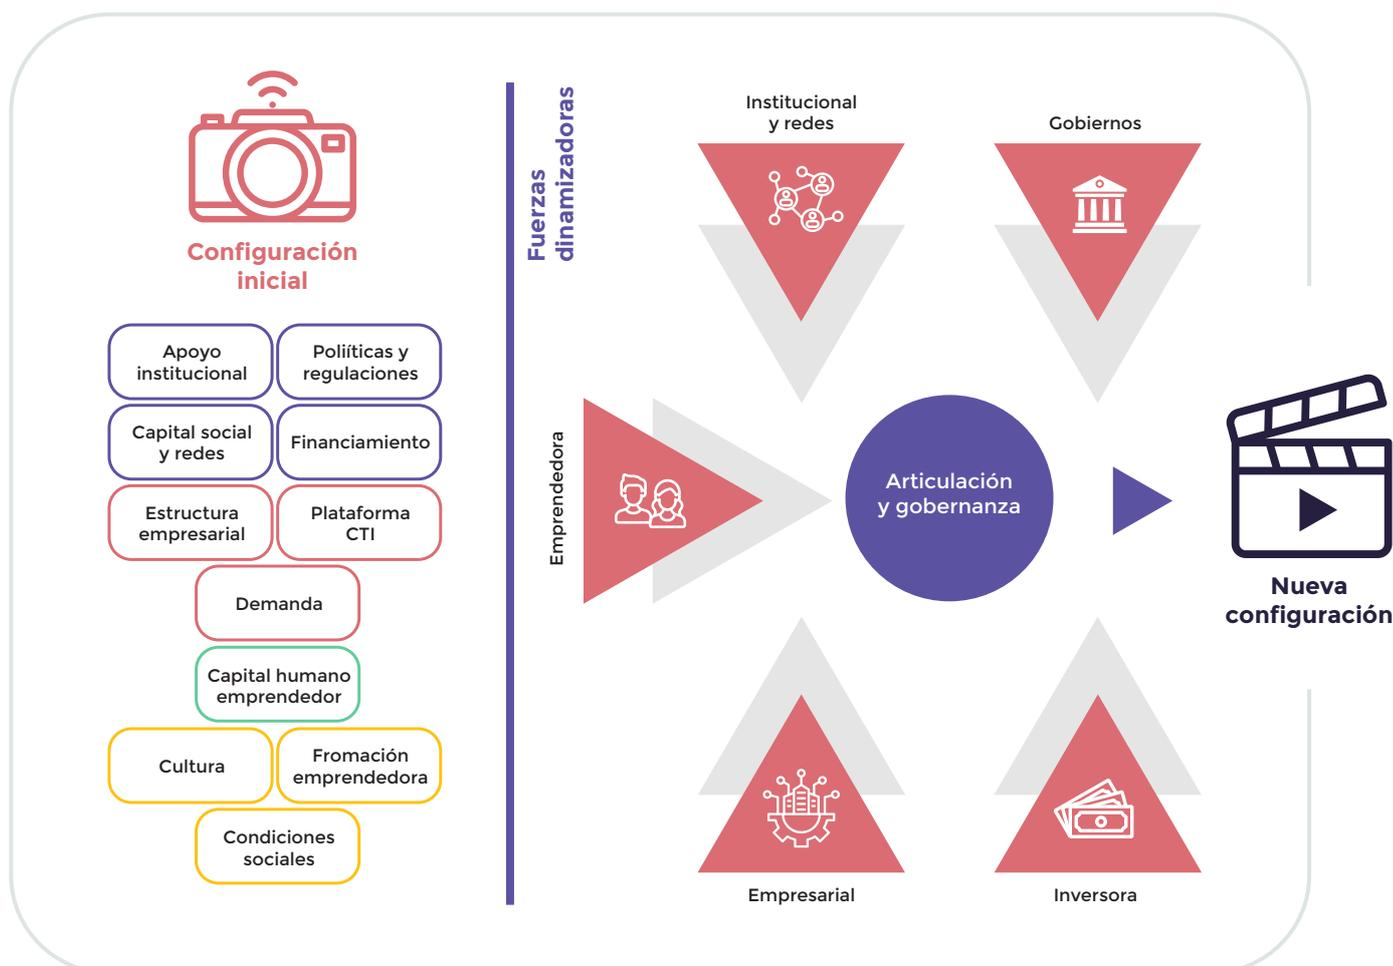 Configuración
inicial
Apoyo
institucional
Poliíticas y
regulaciones
Capital social
y redes
Financiamiento
Estructura
empresarial
Plataforma
CTI
Demanda
Capital humano
emprendedor
Cultura
Fromación
emprendedora
Condiciones
sociales
Fuerzas
dinamizadoras
Institucional
y redes
Gobiernos
Emprendedora
Articulación
y gobernanza
Empresarial
Inversora
Nueva
configuración